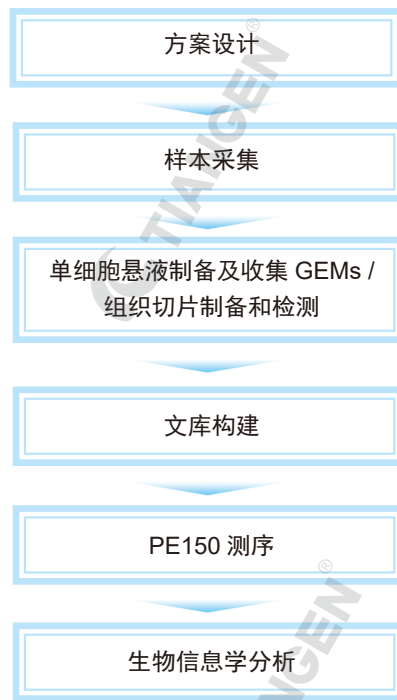 方案设计
样本采集
单细胞悬液制备及收集 GEMs /
组织切片制备和检测
文库构建
PE150 测序
生物信息学分析
TIANGEN
®